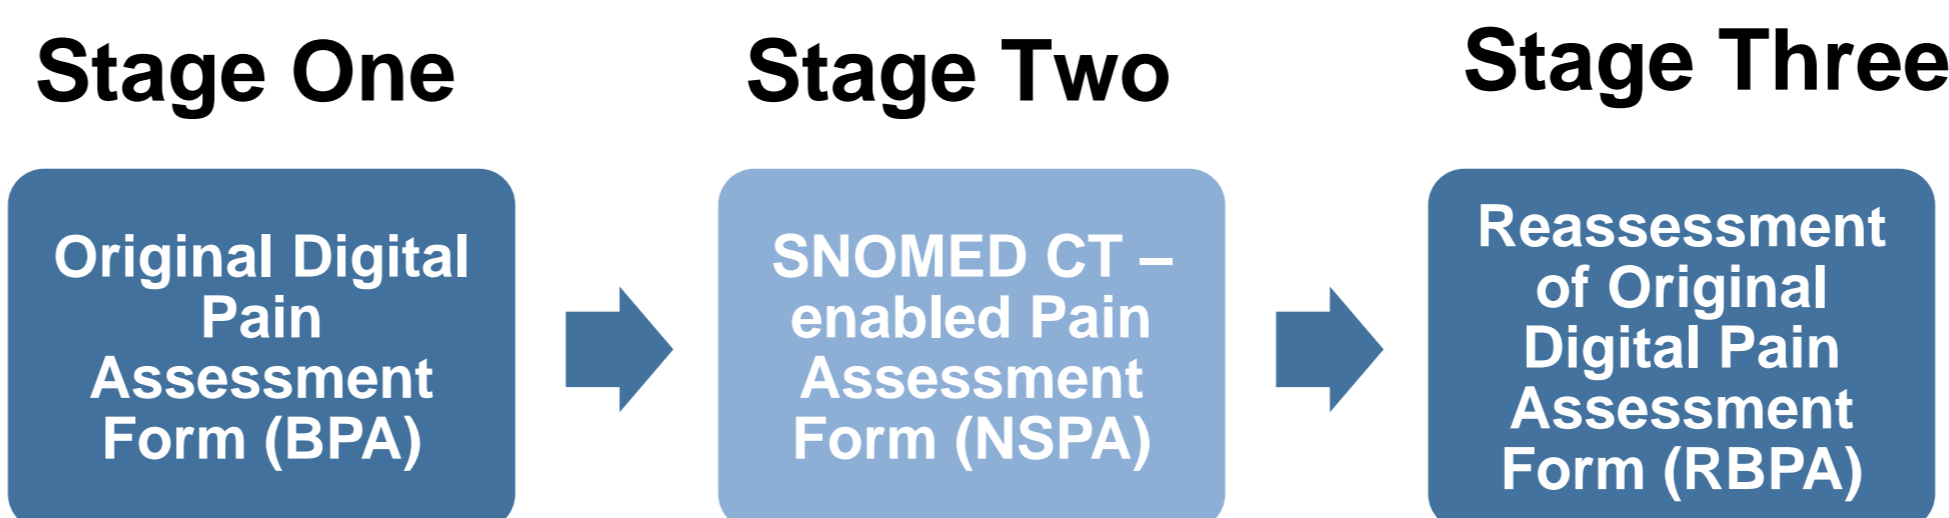 Stage One
Stage Two
Stage Three
Original Digital
Pain
Assessment
Form (BPA)
SNOMED CT –
enabled Pain
Assessment
Form (NSPA)
Reassessment
of Original
Digital Pain
Assessment
Form (RBPA)